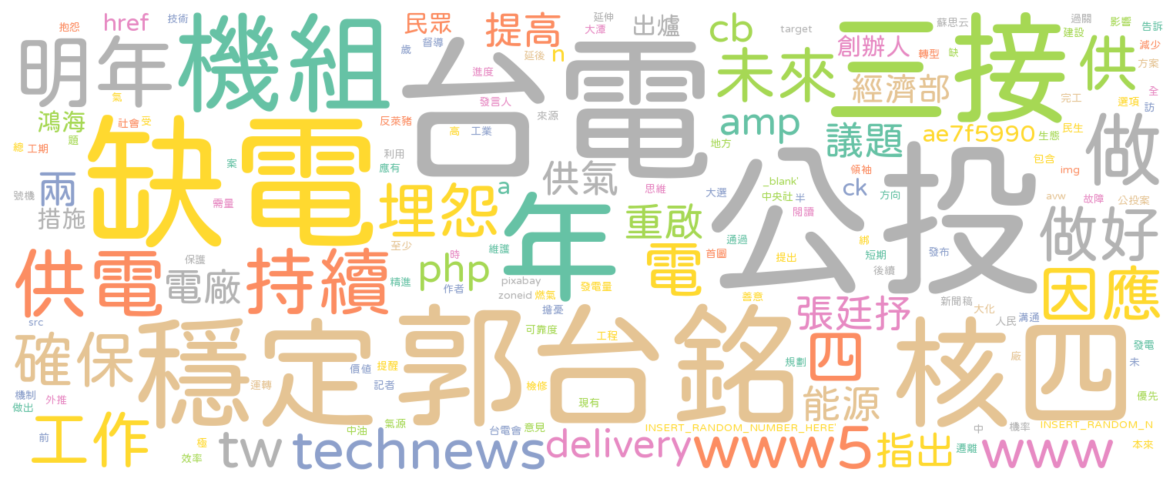 抱怨 技術 href 民眾 提高 延伸 大潭 出爐 cb target 創辦人 蘇思云 過關 影響 告訴
明年 機組 歲 督導 台電 延後 n 未來 三接 轉型 缺 建設 減少 供 方案
氣 進度 發言人 經濟部 完工 選項 全 訪
鴻海 社會 受 反萊豬 高 工業 來源 amp 議題 ae7f5990 生態 民生 做
題 總 工期 缺電 案 利用 應有 地方 領袖 包含 img
號機 兩 措施 需量 埋怨 a 供氣 思維 _blank' 中央社 半 大選 閱讀 ck 方向 avw 故障 公投案
年 重啟 公投 做好
保護 至少 維護 電 首圖 通過 綁 短期 後續 發布
供電 電廠 持續 精進 php 時 作者 pixabay zoneid 燃氣 發電量 提出 善意 因應
src 擔憂 張廷抒 新聞稿 大化 人民 溝通
確保 穩定 郭台銘 可靠度 工程 四 規劃 核四 發電 未
價值 提醒 機制 外推 做出 運轉 記者 檢修 現有 能源 廠 優先
工作 前 極 效率 tw 中油 氣源 technews 台電會 意見 delivery INSERT_RANDOM_NUMBER_HERE' www 5 指出 中 遷離 機率 www INSERT_RANDOM_N 本來